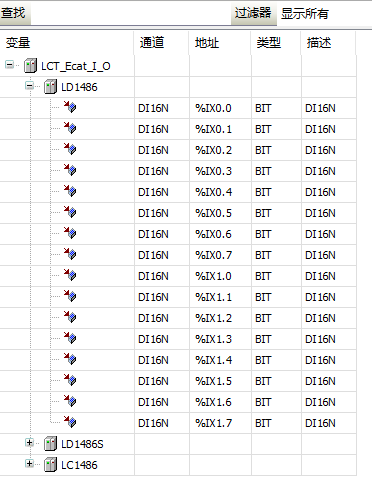 查找 过滤器 显示所有
变量 通道 地址 类型 描述
LCT_Ecat_I_O
LD1486
DI16N %IX0.0 BIT DI16N
DI16N %IX0.1 BIT DI16N
DI16N %IX0.2 BIT DI16N
DI16N %IX0.3 BIT DI16N
DI16N %IX0.4 BIT DI16N
DI16N %IX0.5 BIT DI16N
DI16N %IX0.6 BIT DI16N
DI16N %IX0.7 BIT DI16N
DI16N %IX1.0 BIT DI16N
DI16N %IX1.1 BIT DI16N
DI16N %IX1.2 BIT DI16N
DI16N %IX1.3 BIT DI16N
DI16N %IX1.4 BIT DI16N
DI16N %IX1.5 BIT DI16N
DI16N %IX1.6 BIT DI16N
DI16N %IX1.7 BIT DI16N
LD1486S
LC1486